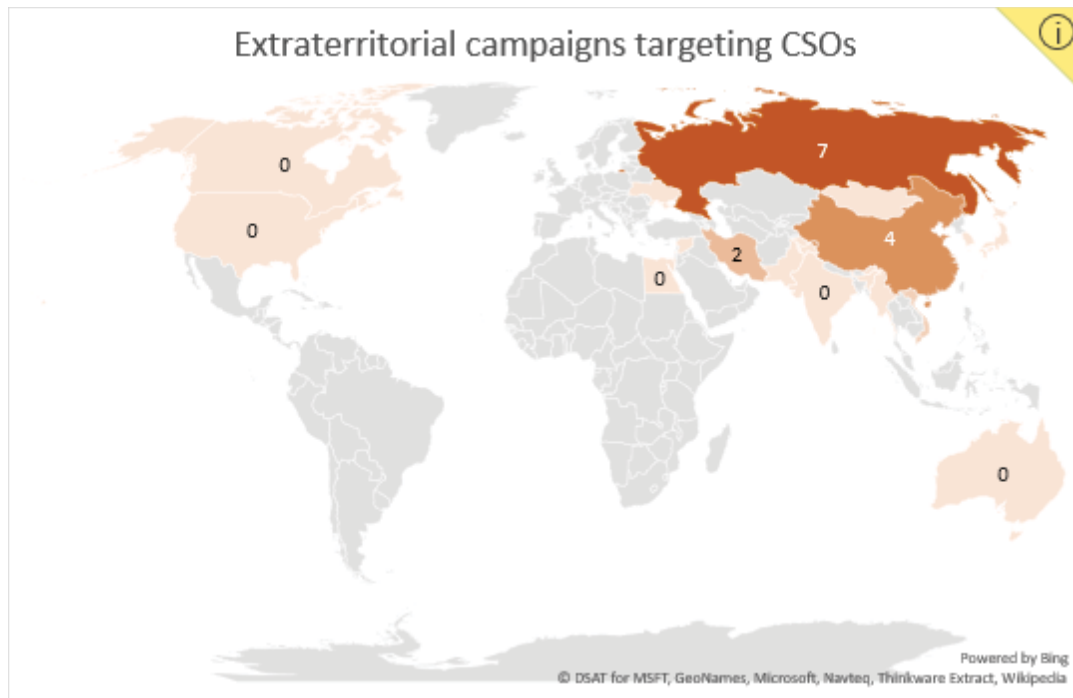 Extraterritorial campaigns targeting CSOs
i
7
0
0
4
2
0
0
0
Powered by Bing
© DSAT for MSFT, GeoNames, Microsoft, Navteq, Thinkware Extract, Wikipedia